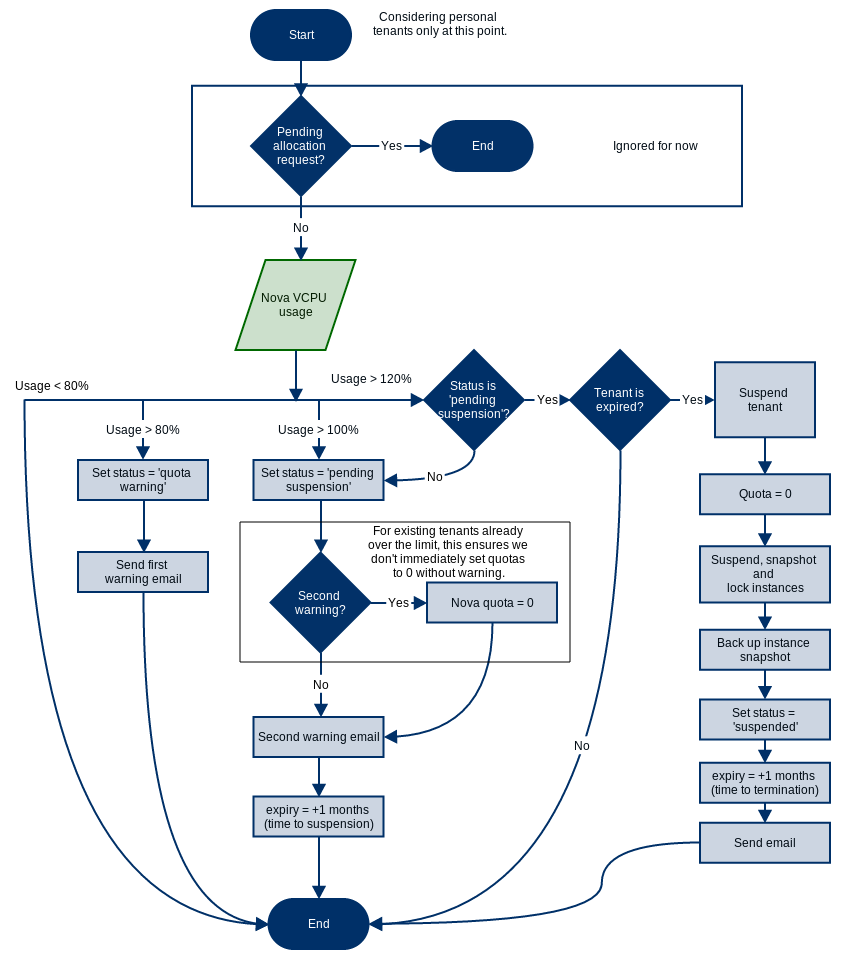 Start
Considering personal
tenants only at this point.
Pending
allocation
request?
Yes
End
Ignored for now
No
Nova VCPU
usage
Usage < 80%
Usage > 120%
Status is
'pending
suspension'?
Yes
Tenant is
expired?
Yes
Suspend
tenant
Usage > 80%
Usage > 100%
Set status = 'quota
warning'
Set status = 'pending
suspension'
No
Quota = 0
For existing tenants already
over the limit, this ensures we
don't immediately set quotas
to 0 without warning.
Send first
warning email
Second
warning?
Yes
Nova quota = 0
Suspend, snapshot
and
lock instances
Back up instance
snapshot
No
Second warning email
Set status =
'suspended'
No
expiry = +1 months
(time to suspension)
expiry = +1 months
(time to termination)
Send email
End